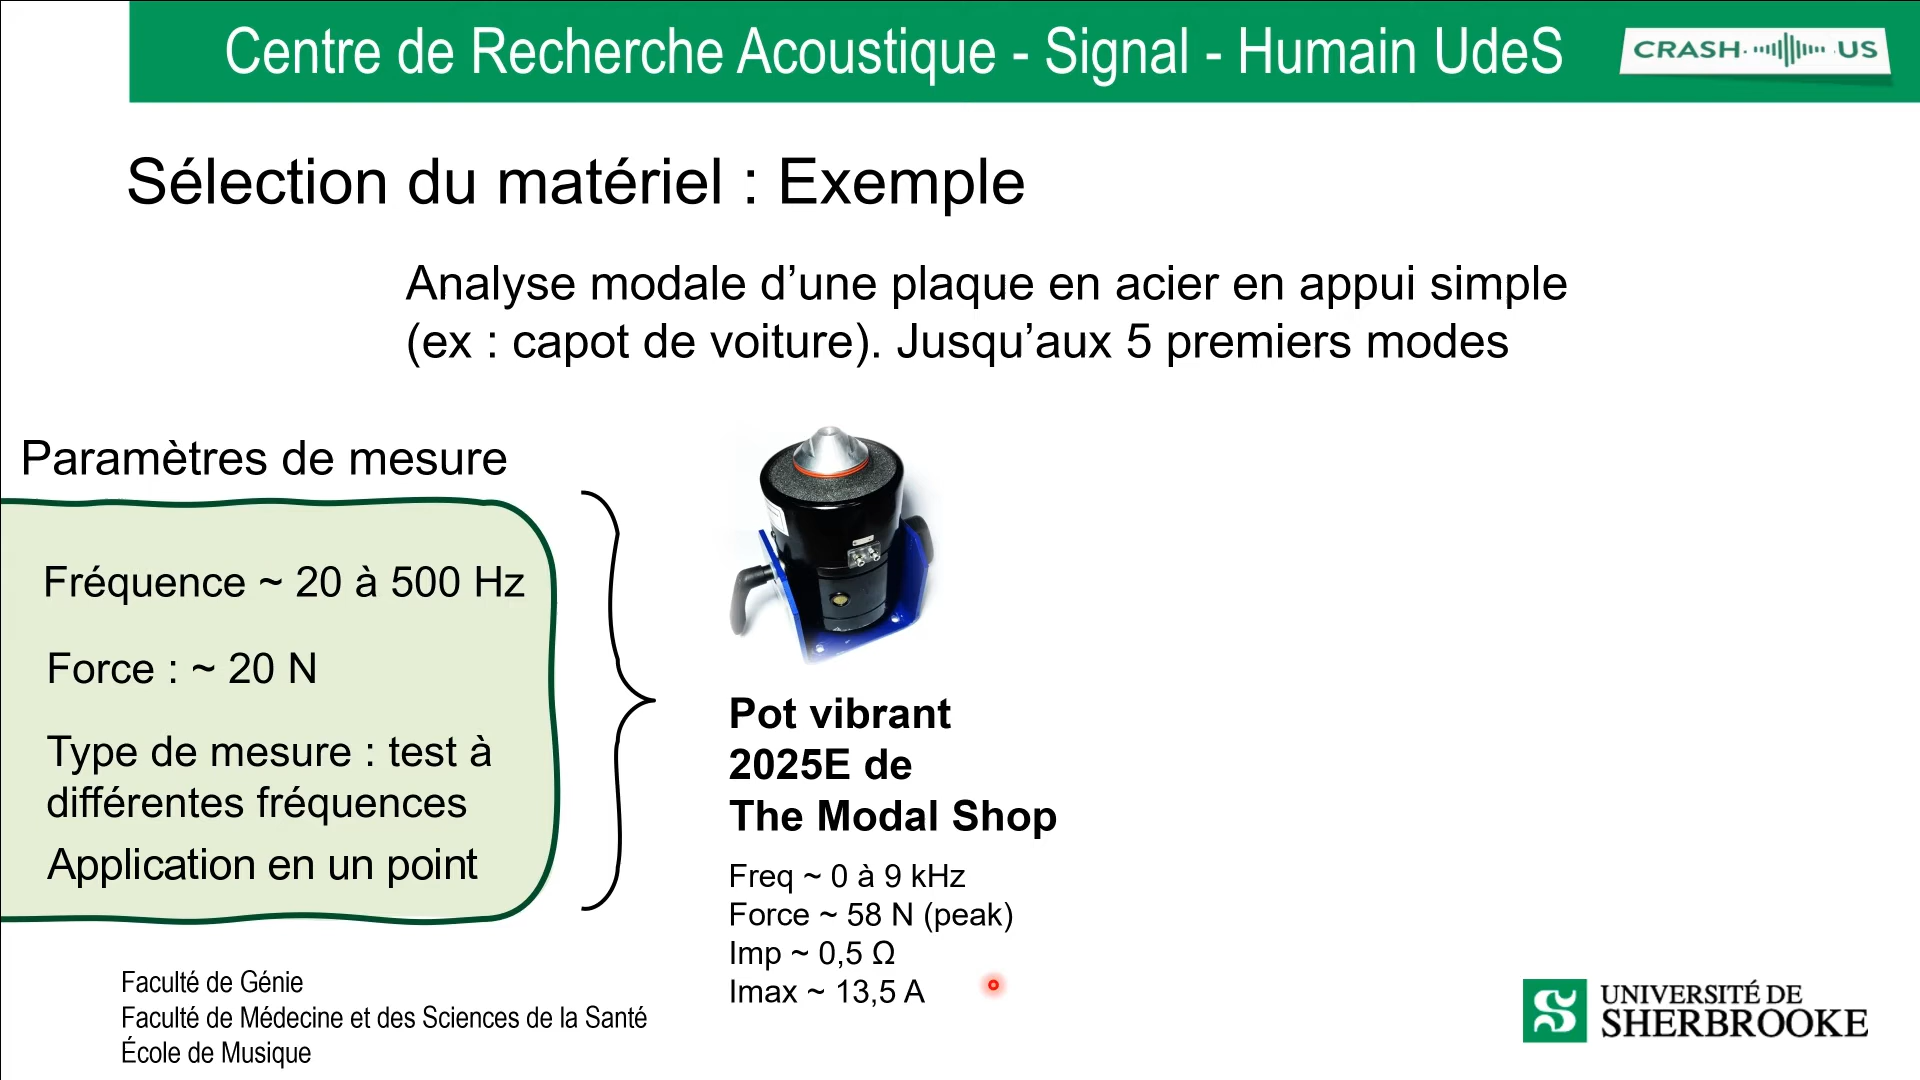 Centre de Recherche Acoustique - Signal - Humain UdeS
CRASH US
Sélection du matériel : Exemple
Analyse modale d’une plaque en acier en appui simple
(ex : capot de voiture). Jusqu’aux 5 premiers modes
Paramètres de mesure
Fréquence ~ 20 à 500 Hz
Force : ~ 20 N
Type de mesure : test à
différentes fréquences
Application en un point
Pot vibrant
2025E de
The Modal Shop
Freq ~ 0 à 9 kHz
Force ~ 58 N (peak)
Imp ~ 0,5 Ω
Imax ~ 13,5 A
Faculté de Génie
Faculté de Médecine et des Sciences de la Santé
École de Musique
UNIVERSITÉ DE
SHERBROOKE